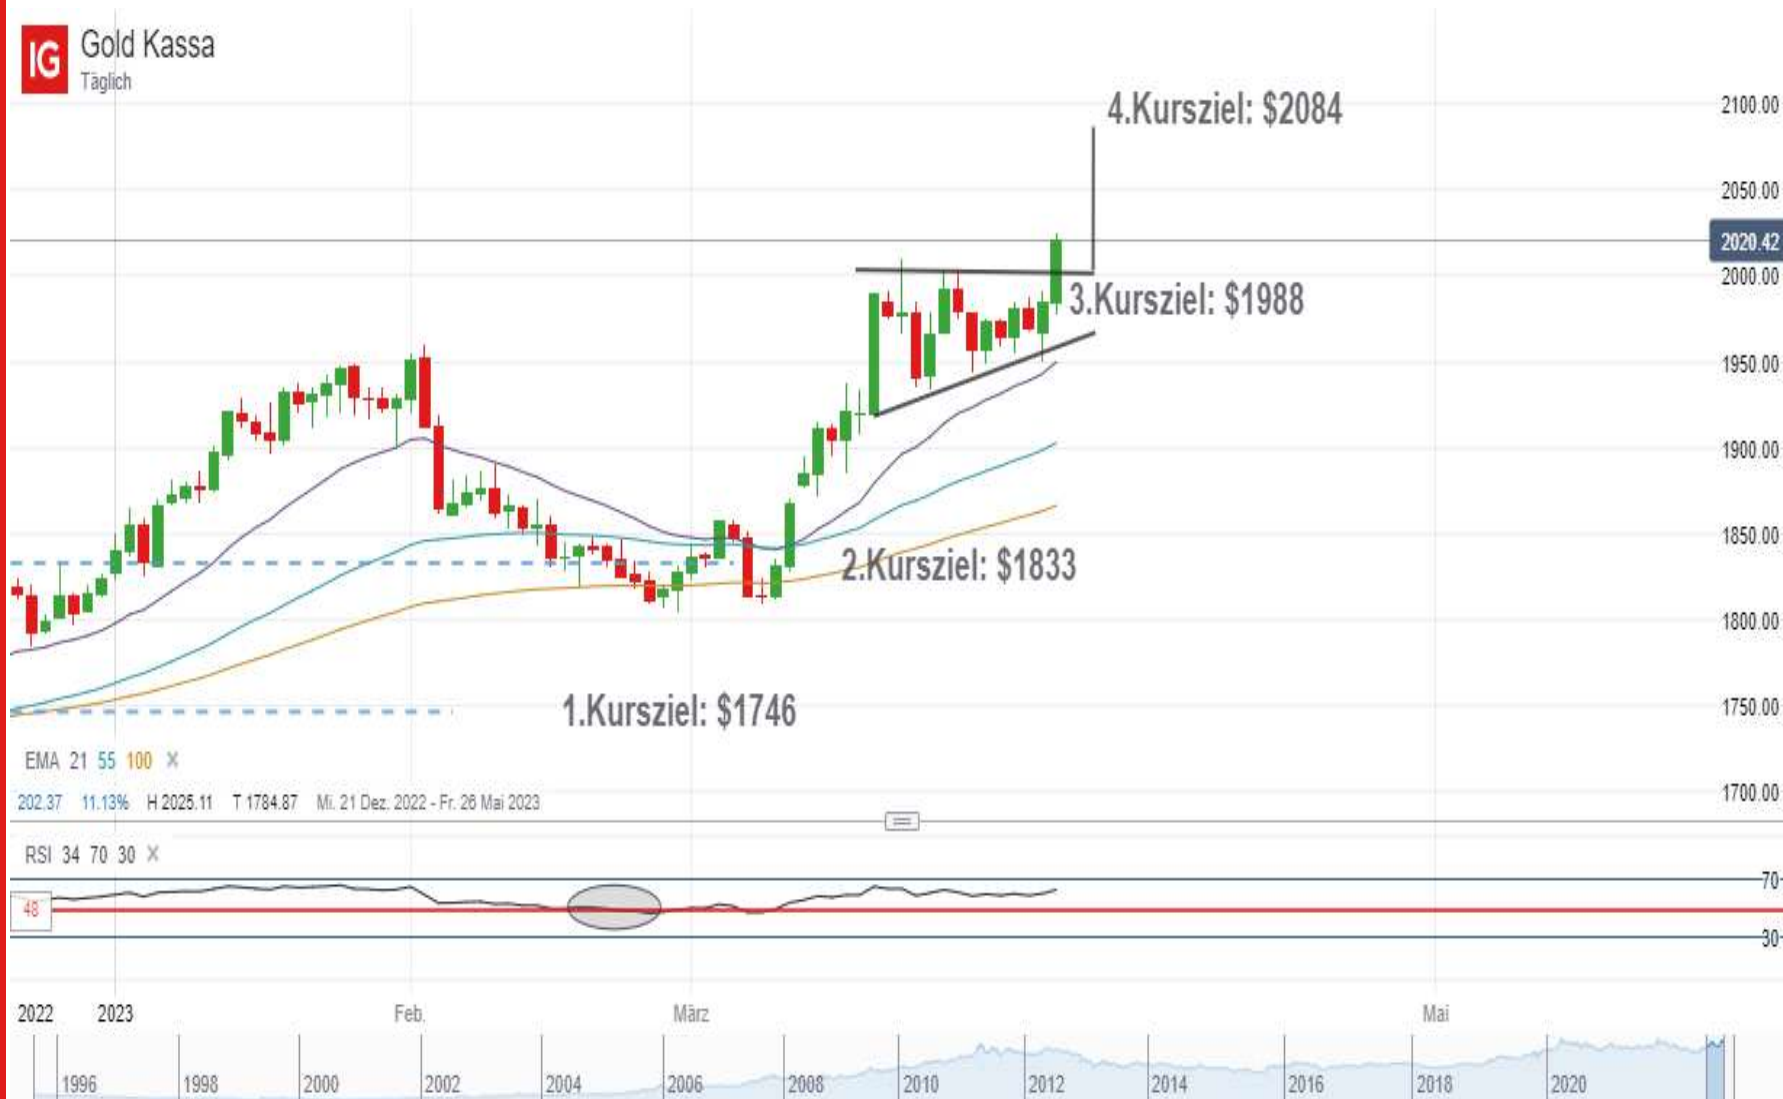 IG
Gold Kassa
Täglich
4.Kursziel: $2084
2100.00
2050.00
2020.42
2000.00
3.Kursziel: $1988
1950.00
1900.00
1850.00
2.Kursziel: $1833
1800.00
1.Kursziel: $1746
1750.00
EMA 21 55 100 X
202.37 11.13% H 2025.11 T 1784.87 Mi. 21 Dez. 2022 - Fr. 26 Mai 2023
1700.00
RSI 34 70 30 X
70
48
30
2022 2023 Feb. März Mai
1996 1998 2000 2002 2004 2006 2008 2010 2012 2014 2016 2018 2020